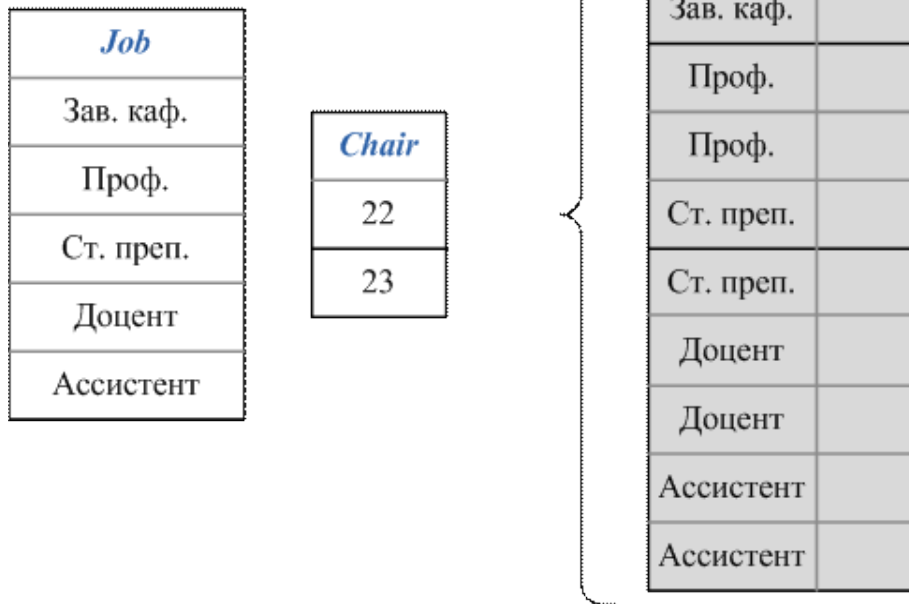 Job
Зав. каф.
Проф.
Ст. преп.
Доцент
Ассистент
Chair
22
23
Зав. каф.
Проф.
Проф.
Ст. преп.
Ст. преп.
Доцент
Доцент
Ассистент
Ассистент